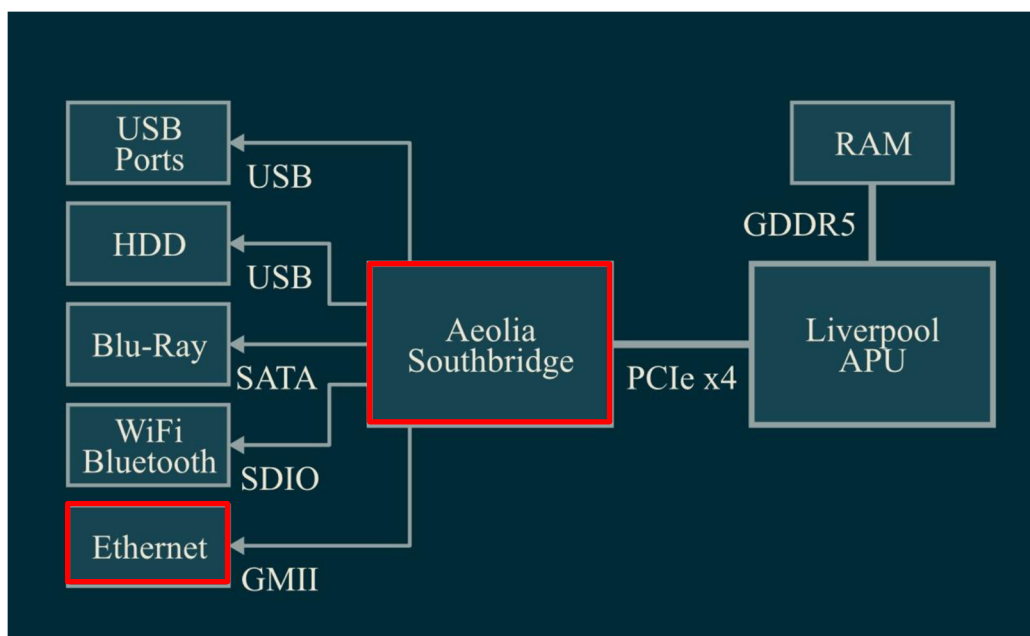 USB
Ports
USB
HDD
USB
Blu-Ray
SATA
WiFi
Bluetooth
SDIO
Ethernet
GMII
Aeolia
Southbridge
PCIe x4
RAM
GDDR5
Liverpool
APU